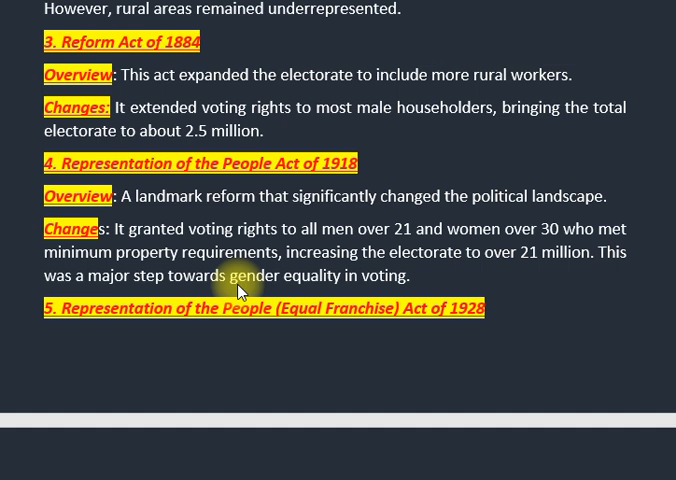 However, rural areas remained underrepresented.
3. Reform Act of 1884
Overview: This act expanded the electorate to include more rural workers.
Changes: It extended voting rights to most male householders, bringing the total
electorate to about 2.5 million.
4. Representation of the People Act of 1918
Overview: A landmark reform that significantly changed the political landscape.
Changes: It granted voting rights to all men over 21 and women over 30 who met
minimum property requirements, increasing the electorate to over 21 million. This
was a major step towards gender equality in voting.
5. Representation of the People (Equal Franchise) Act of 1928